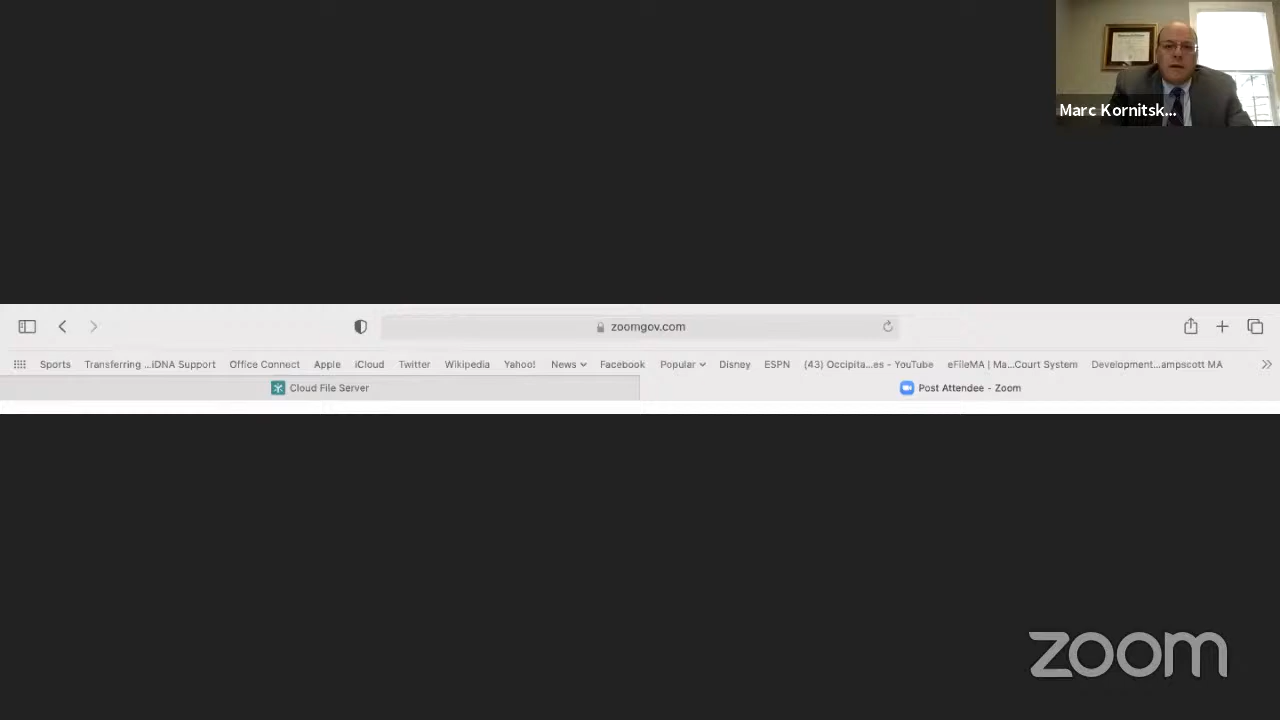 Marc Kornitsk...
zoomgov.com
Sports Transferring ...iDNA Support Office Connect Apple iCloud Twitter Wikipedia Yahoo! News Facebook Popular Disney ESPN (43) Occipita...es - YouTube eFileMA | Ma...Court System Development...ampscott MA
Cloud File Server Post Attendee - Zoom
zoom